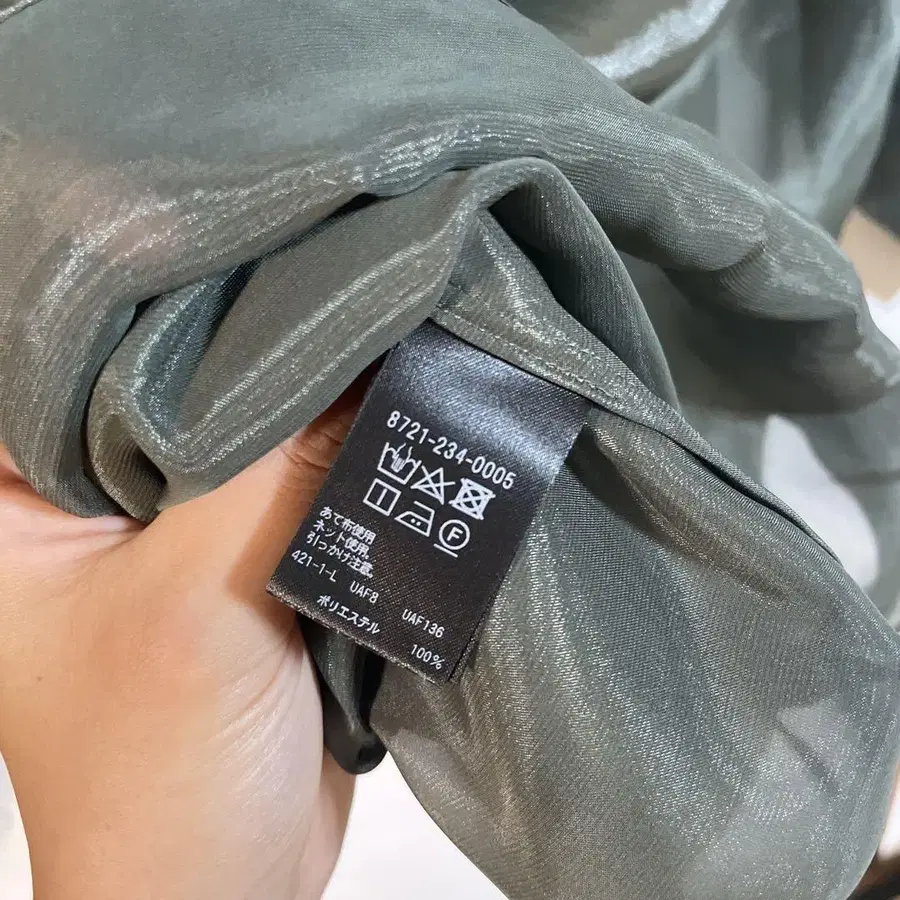 8721-234-0005
F
あて布使用
ネット使用。
引っかけ注意。
421-1-L UAF8 UAF136
ポリエステル 100%